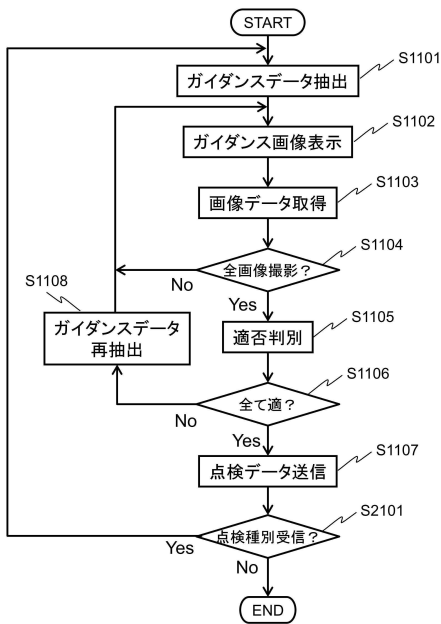 START
S1101
ガイダンスデータ抽出
S1102
ガイダンス画像表示
S1103
画像データ取得
S1104
全画像撮影？
No
Yes
S1108
ガイダンスデータ
再抽出
S1105
適否判別
S1106
全て適？
No
Yes
S1107
点検データ送信
S2101
点検種別受信？
Yes
No
END